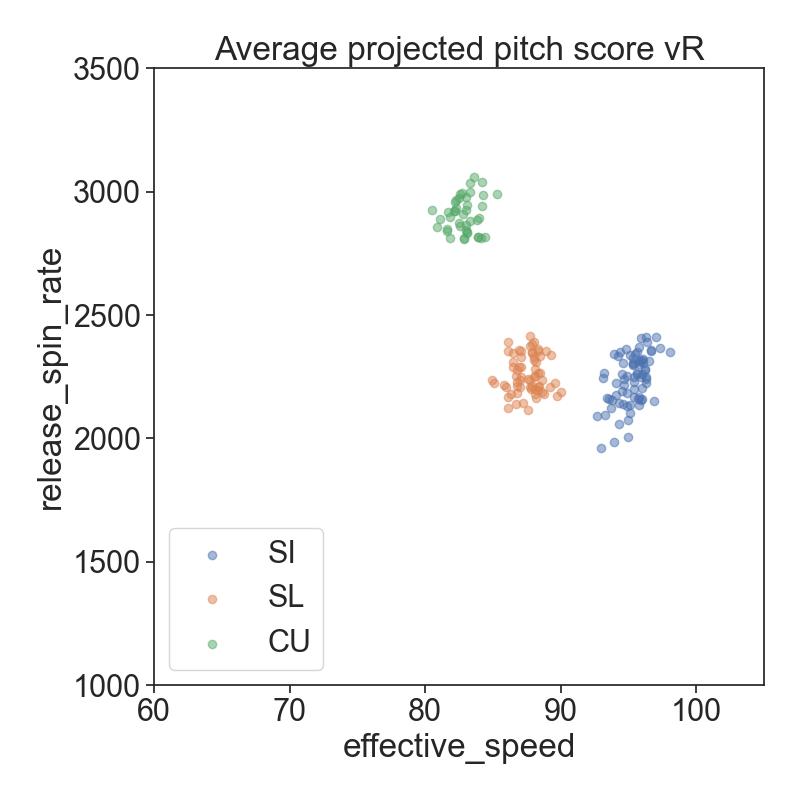 Average projected pitch score vR
3500
3000
2500
2000
1500
1000
release_spin_rate
SI
SL
CU
60
70
80
90
100
effective_speed